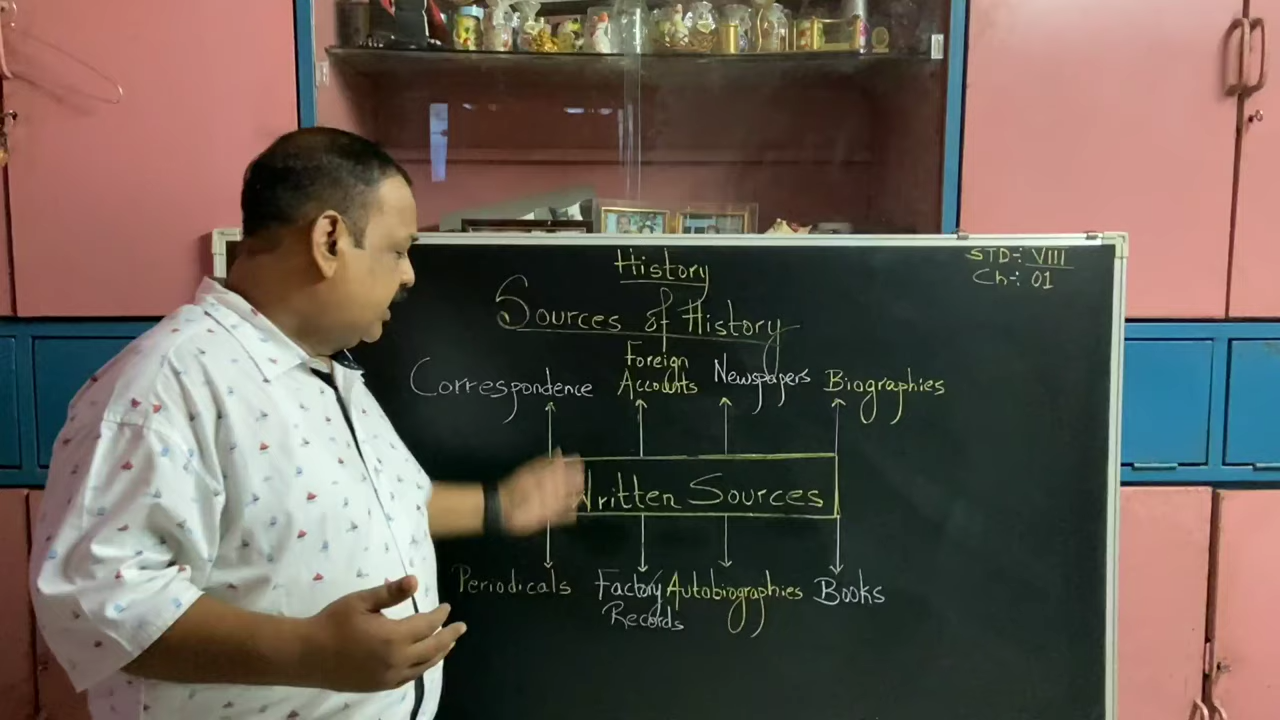 History
STD-: VIII
Ch-: 01
Sources of History
Correspondence
Foreign
Accounts
Newspapers
Biographies
Written Sources
Periodicals
Factory
Records
Autobiographies
Books